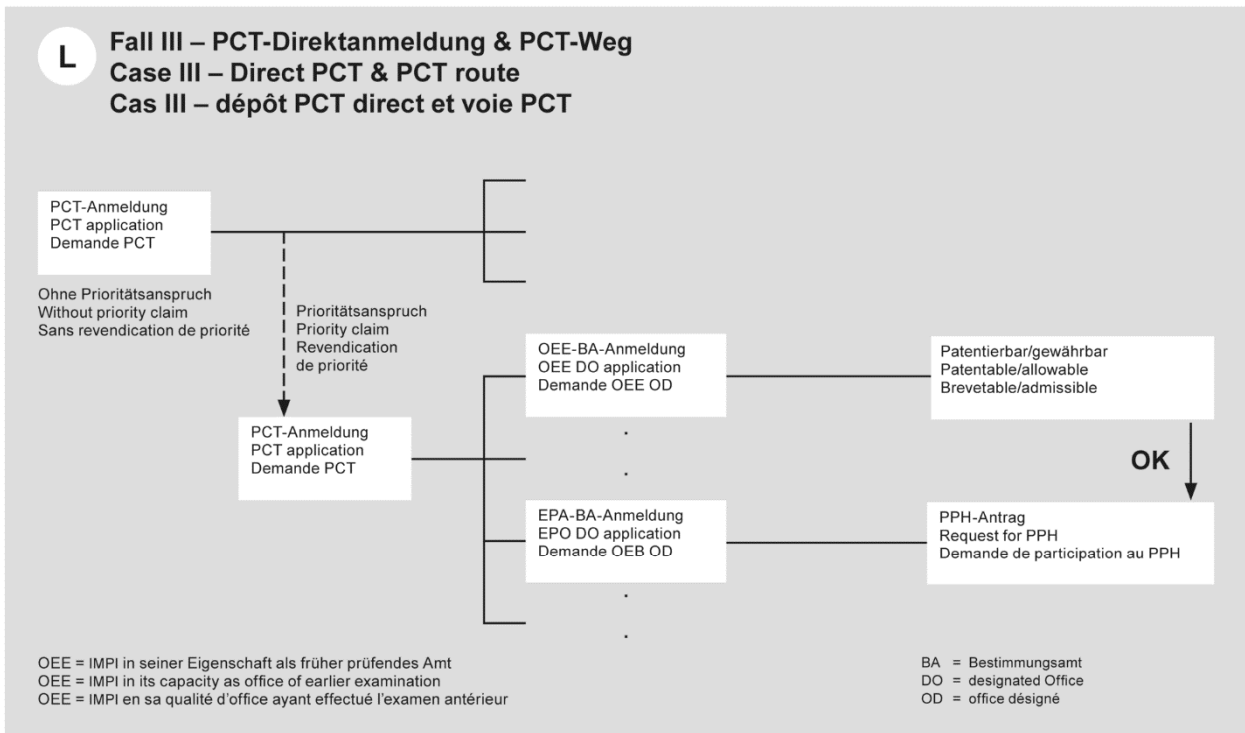 L
Fall III – PCT-Direktanmeldung & PCT-Weg
Case III – Direct PCT & PCT route
Cas III – dépôt PCT direct et voie PCT
PCT-Anmeldung
PCT application
Demande PCT
Ohne Prioritätsanspruch
Without priority claim
Sans revendication de priorité
Prioritätsanspruch
Priority claim
Revendication
de priorité
OEE-BA-Anmeldung
OEE DO application
Demande OEE OD
Patentierbar/gewährbar
Patentable/allowable
Brevetable/admissible
.
.
PCT-Anmeldung
PCT application
Demande PCT
OK
EPA-BA-Anmeldung
EPO DO application
Demande OEB OD
PPH-Antrag
Request for PPH
Demande de participation au PPH
.
.
OEE = IMPI in seiner Eigenschaft als früher prüfendes Amt
OEE = IMPI in its capacity as office of earlier examination
OEE = IMPI en sa qualité d'office ayant effectué l'examen antérieur
BA = Bestimmungsamt
DO = designated Office
OD = office désigné